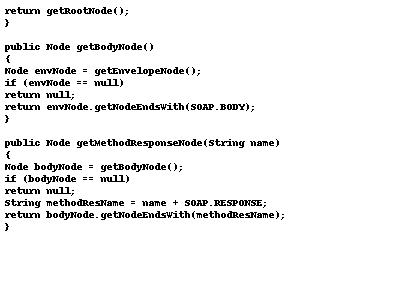 return getRootNode();
}

public Node getBodyNode()
{
Node envNode = getEnvelopeNode();
if (envNode == null)
return null;
return envNode.getNodeEndsWith(SOAP.BODY);
}

public Node getMethodResponseNode(String name)
{
Node bodyNode = getBodyNode();
if (bodyNode == null)
return null;
String methodResName = name + SOAP.RESPONSE;
return bodyNode.getNodeEndsWith(methodResName);
}